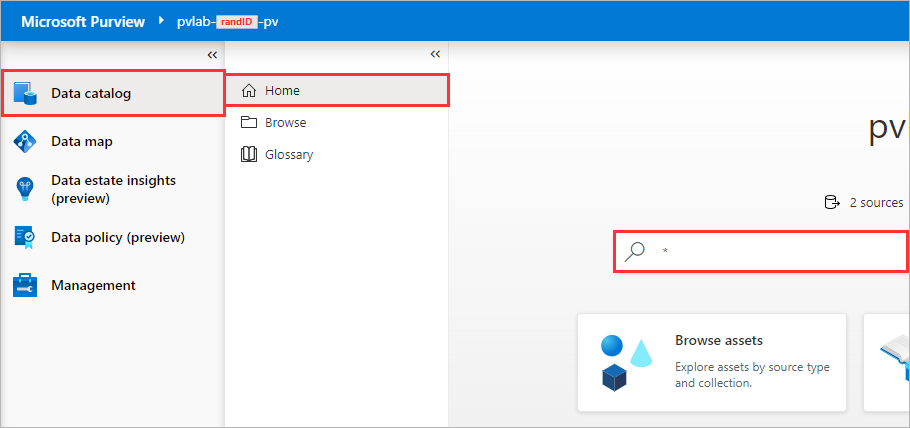 Microsoft Purview pvlab-randID-pv
Data catalog
Data map
Data estate insights
(preview)
Data policy (preview)
Management
Home
Browse
Glossary
pv
2 sources
*
Browse assets
Explore assets by source type
and collection.